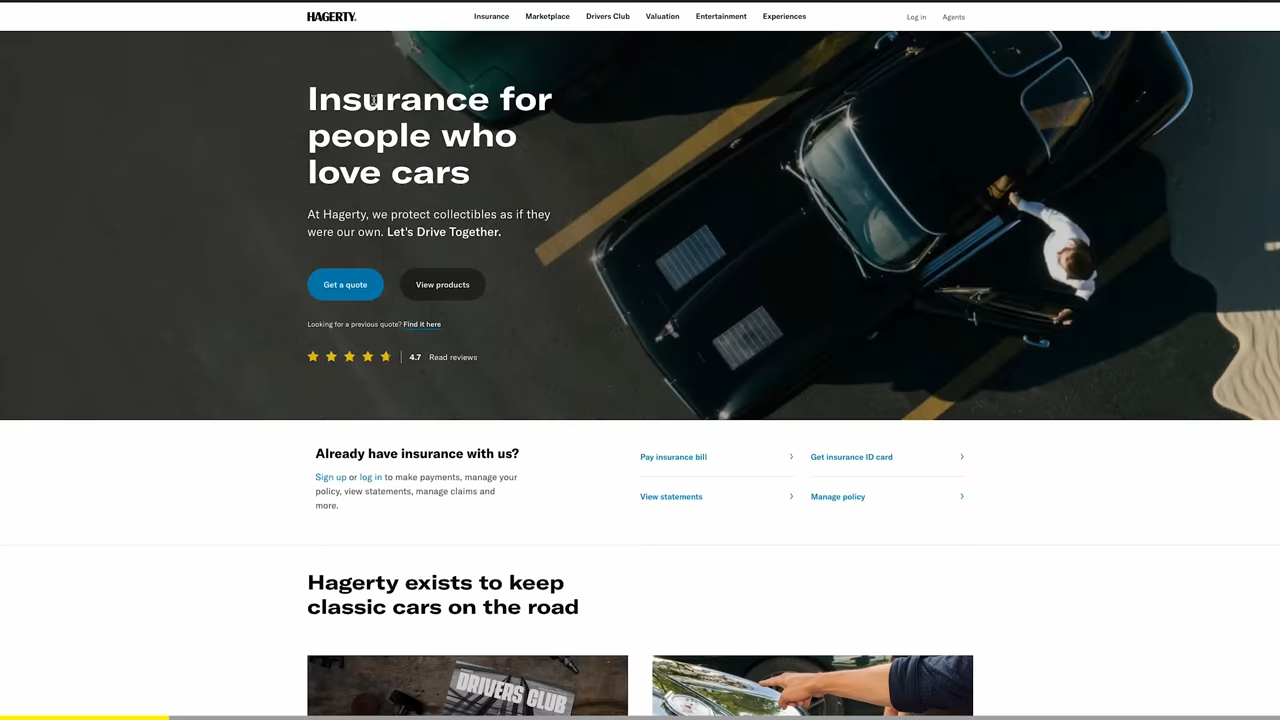 HAGERTY
Insurance Marketplace Drivers Club Valuation Entertainment Experiences
Log in Agents
Insurance for
people who
love cars
At Hagerty, we protect collectibles as if they
were our own. Let's Drive Together.
Get a quote View products
Looking for a previous quote? Find it here
4.7 Read reviews
Already have insurance with us?
Sign up or log in to make payments, manage your
policy, view statements, manage claims and
more.
Pay insurance bill Get insurance ID card
View statements Manage policy
Hagerty exists to keep
classic cars on the road
DRIVERS CLUB